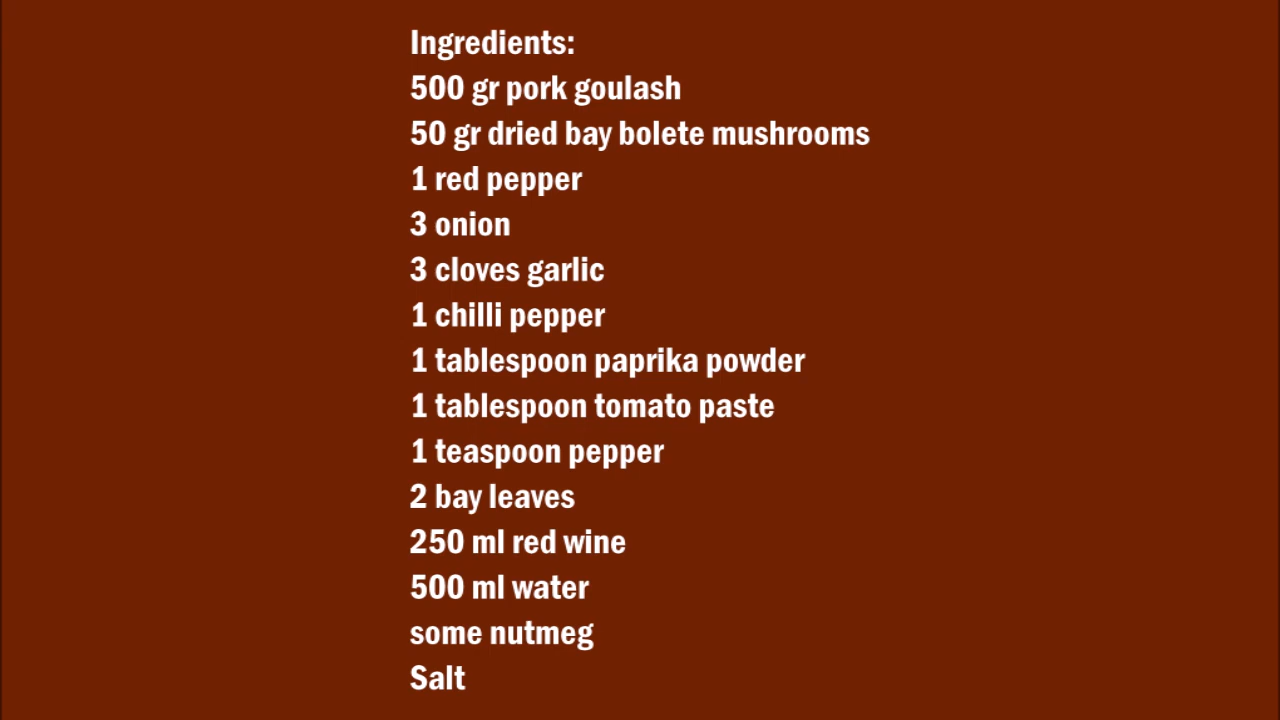 Ingredients:
500 gr pork goulash
50 gr dried bay bolete mushrooms
1 red pepper
3 onion
3 cloves garlic
1 chilli pepper
1 tablespoon paprika powder
1 tablespoon tomato paste
1 teaspoon pepper
2 bay leaves
250 ml red wine
500 ml water
some nutmeg
Salt